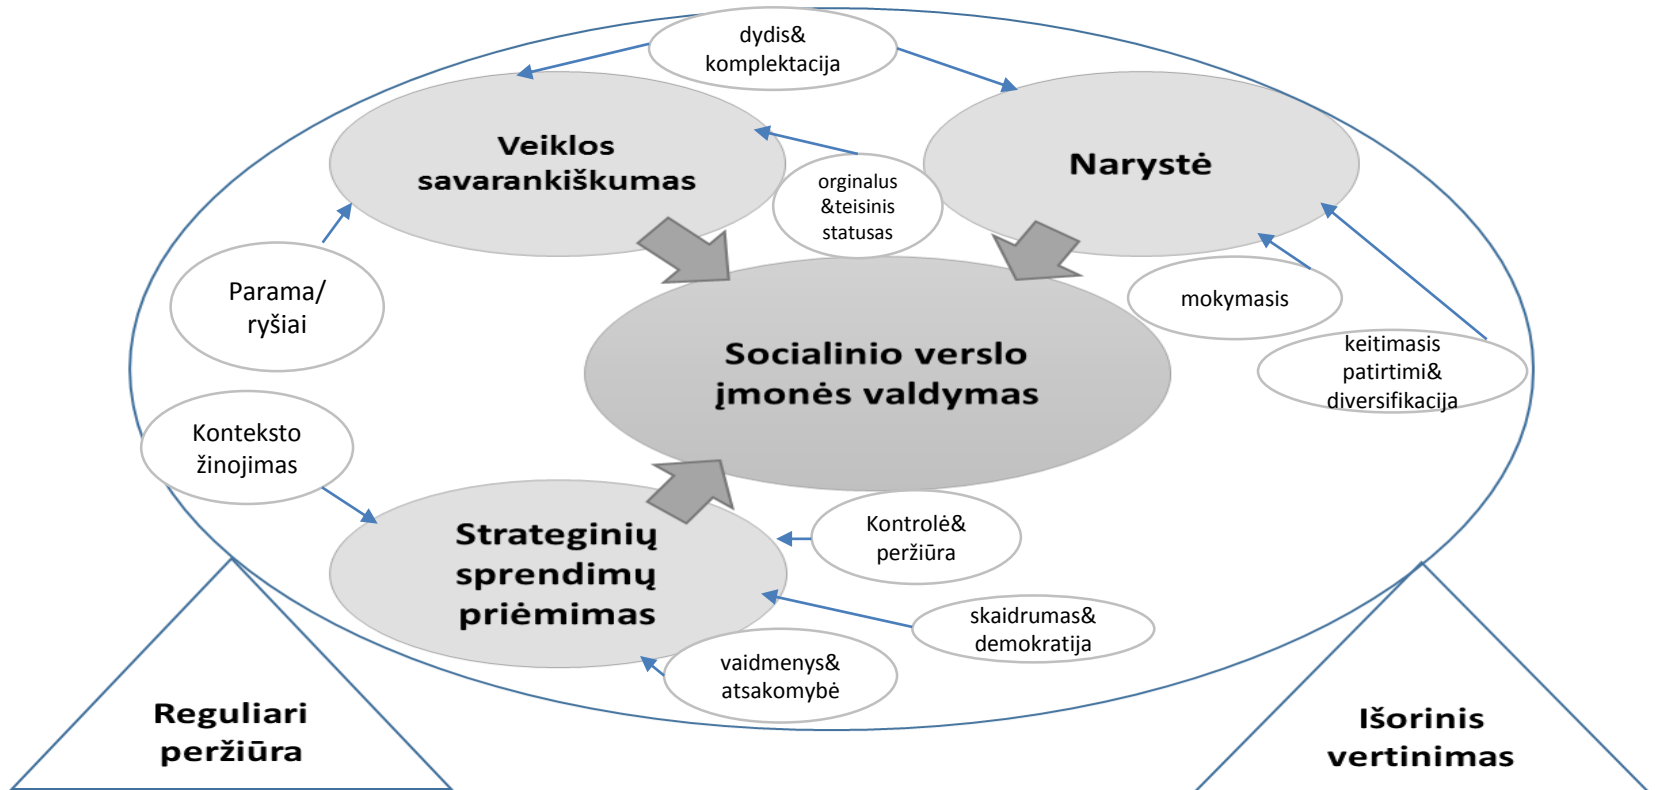 dydis&
komplektacija
Veiklos
savarankiškumas
Narystė
orginalus
&teisinis
statusas
Parama/
ryšiai
mokymasis
keitimasis
patirtimi&
diversifikacija
Socialinio verslo
įmonės valdymas
Konteksto
žinojimas
Strateginių
sprendimų
priėmimas
Kontrolė&
peržiūra
skaidrumas&
demokratija
vaidmenys&
atsakomybė
Reguliari
peržiūra
Išorinis
vertinimas